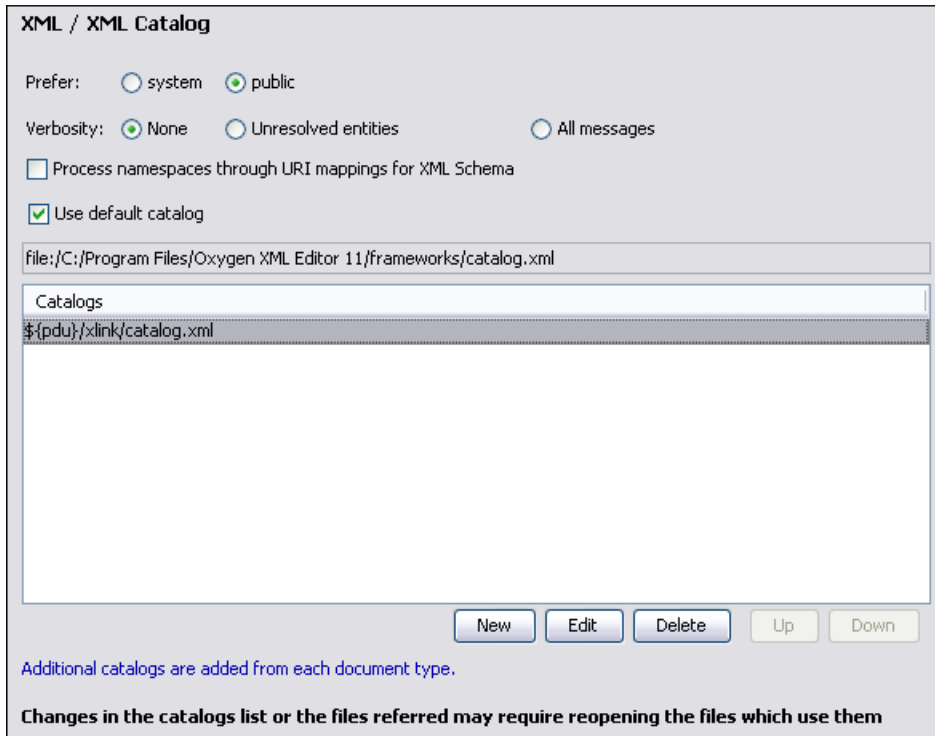 XML / XML Catalog
Prefer: system public
Verbosity: None Unresolved entities All messages
Process namespaces through URI mappings for XML Schema
Use default catalog
file:/C:/Program Files/Oxygen XML Editor 11/frameworks/catalog.xml
Catalogs
${pdu}/xlink/catalog.xml
New Edit Delete Up Down
Additional catalogs are added from each document type.
Changes in the catalogs list or the files referred may require reopening the files which use them